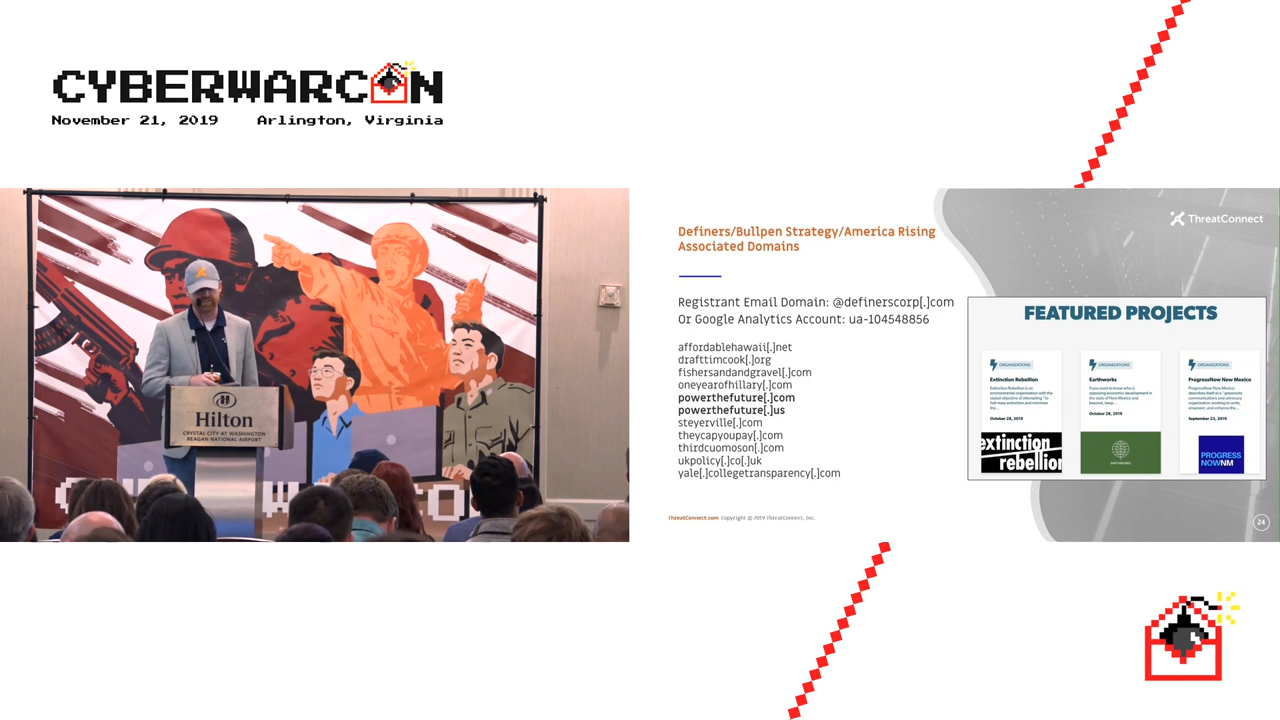 CYBERWARCON
November 21, 2019 Arlington, Virginia
Hilton
CRYSTAL CITY AT WASHINGTON
REAGAN NATIONAL AIRPORT
ThreatConnect
Definers/Bullpen Strategy/America Rising
Associated Domains
Registrant Email Domain: @definerscorp[.]com
Or Google Analytics Account: ua-104548856
affordablehawaii[.]net
drafttimcook[.]org
fishersandandgravel[.]com
oneyearofhillary[.]com
powerthefuture[.]com
powerthefuture[.]us
steyerville[.]com
theycapyoupay[.]com
thirdcuomoson[.]com
ukpolicy[.]co[.]uk
yale[.]collegetransparency[.]com
FEATURED PROJECTS
ORGANIZATIONS
Extinction Rebellion
Extinction Rebellion is an
environmental organization with the
stated objective of attempting "to
halt mass extinction and minimise
the...
October 28, 2019
extinction
rebellion
ORGANIZATIONS
Earthworks
If you want to know who is
opposing economic development in
the state of New Mexico and
beyond, keep...
October 28, 2019
EARTHWORKS
ORGANIZATIONS
ProgressNow New Mexico
ProgressNow New Mexico
describes itself as a "grassroots
communications and advocacy
organization working to unite,
empower, and enhance the...
September 23, 2019
PROGRESS
NOW/NM
ThreatConnect.com Copyright © 2019 ThreatConnect, Inc.
24